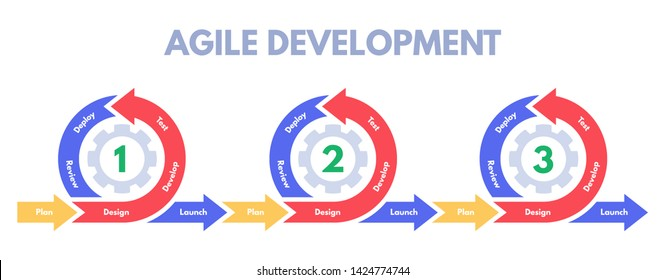 AGILE DEVELOPMENT
Plan
Design
Develop
Test
Deploy
Review
1
Launch
Plan
Design
Develop
Test
Deploy
Review
2
Launch
Plan
Design
Develop
Test
Deploy
Review
3
Launch
shutterstock.com · 1424774744